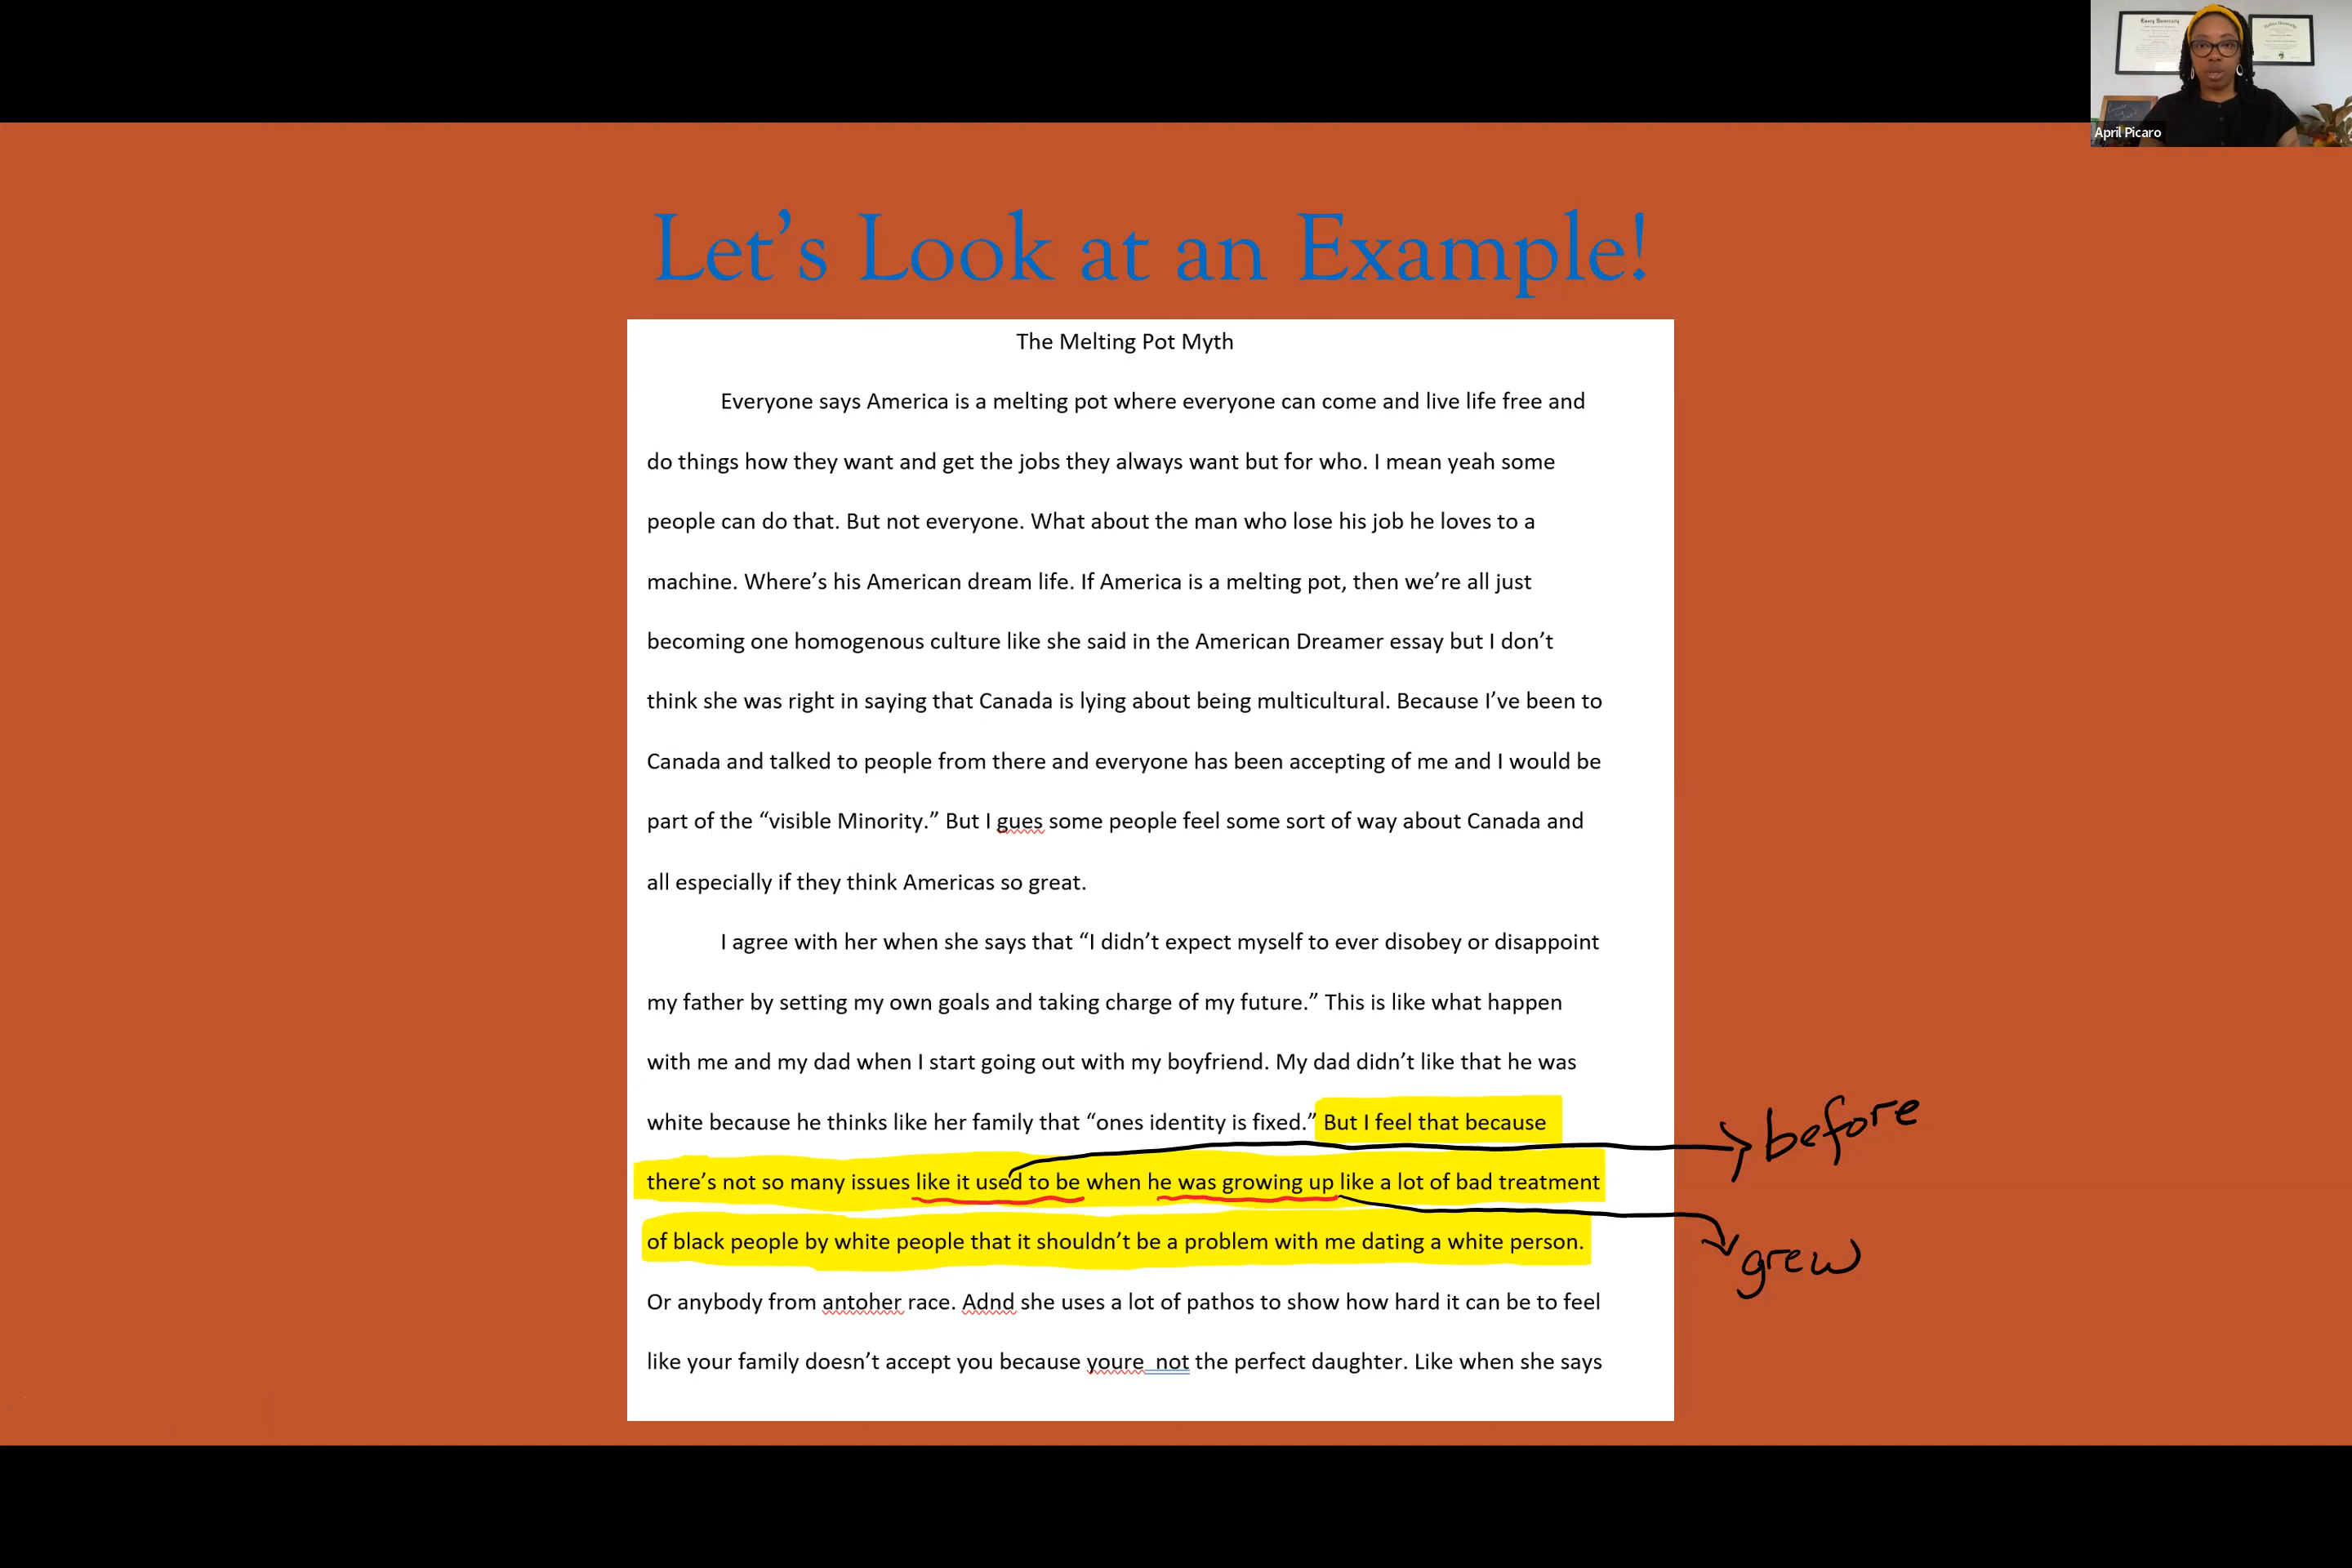 Emory University
April Picaro
Let's Look at an Example!
The Melting Pot Myth
Everyone says America is a melting pot where everyone can come and live life free and
do things how they want and get the jobs they always want but for who. I mean yeah some
people can do that. But not everyone. What about the man who lose his job he loves to a
machine. Where’s his American dream life. If America is a melting pot, then we’re all just
becoming one homogenous culture like she said in the American Dreamer essay but I don’t
think she was right in saying that Canada is lying about being multicultural. Because I’ve been to
Canada and talked to people from there and everyone has been accepting of me and I would be
part of the “visible Minority.” But I gues some people feel some sort of way about Canada and
all especially if they think Americas so great.
I agree with her when she says that “I didn’t expect myself to ever disobey or disappoint
my father by setting my own goals and taking charge of my future.” This is like what happen
with me and my dad when I start going out with my boyfriend. My dad didn’t like that he was
white because he thinks like her family that “ones identity is fixed.” But I feel that because
before
there’s not so many issues like it used to be when he was growing up like a lot of bad treatment
of black people by white people that it shouldn’t be a problem with me dating a white person.
grew
Or anybody from antoher race. Adnd she uses a lot of pathos to show how hard it can be to feel
like your family doesn’t accept you because youre  not the perfect daughter. Like when she says